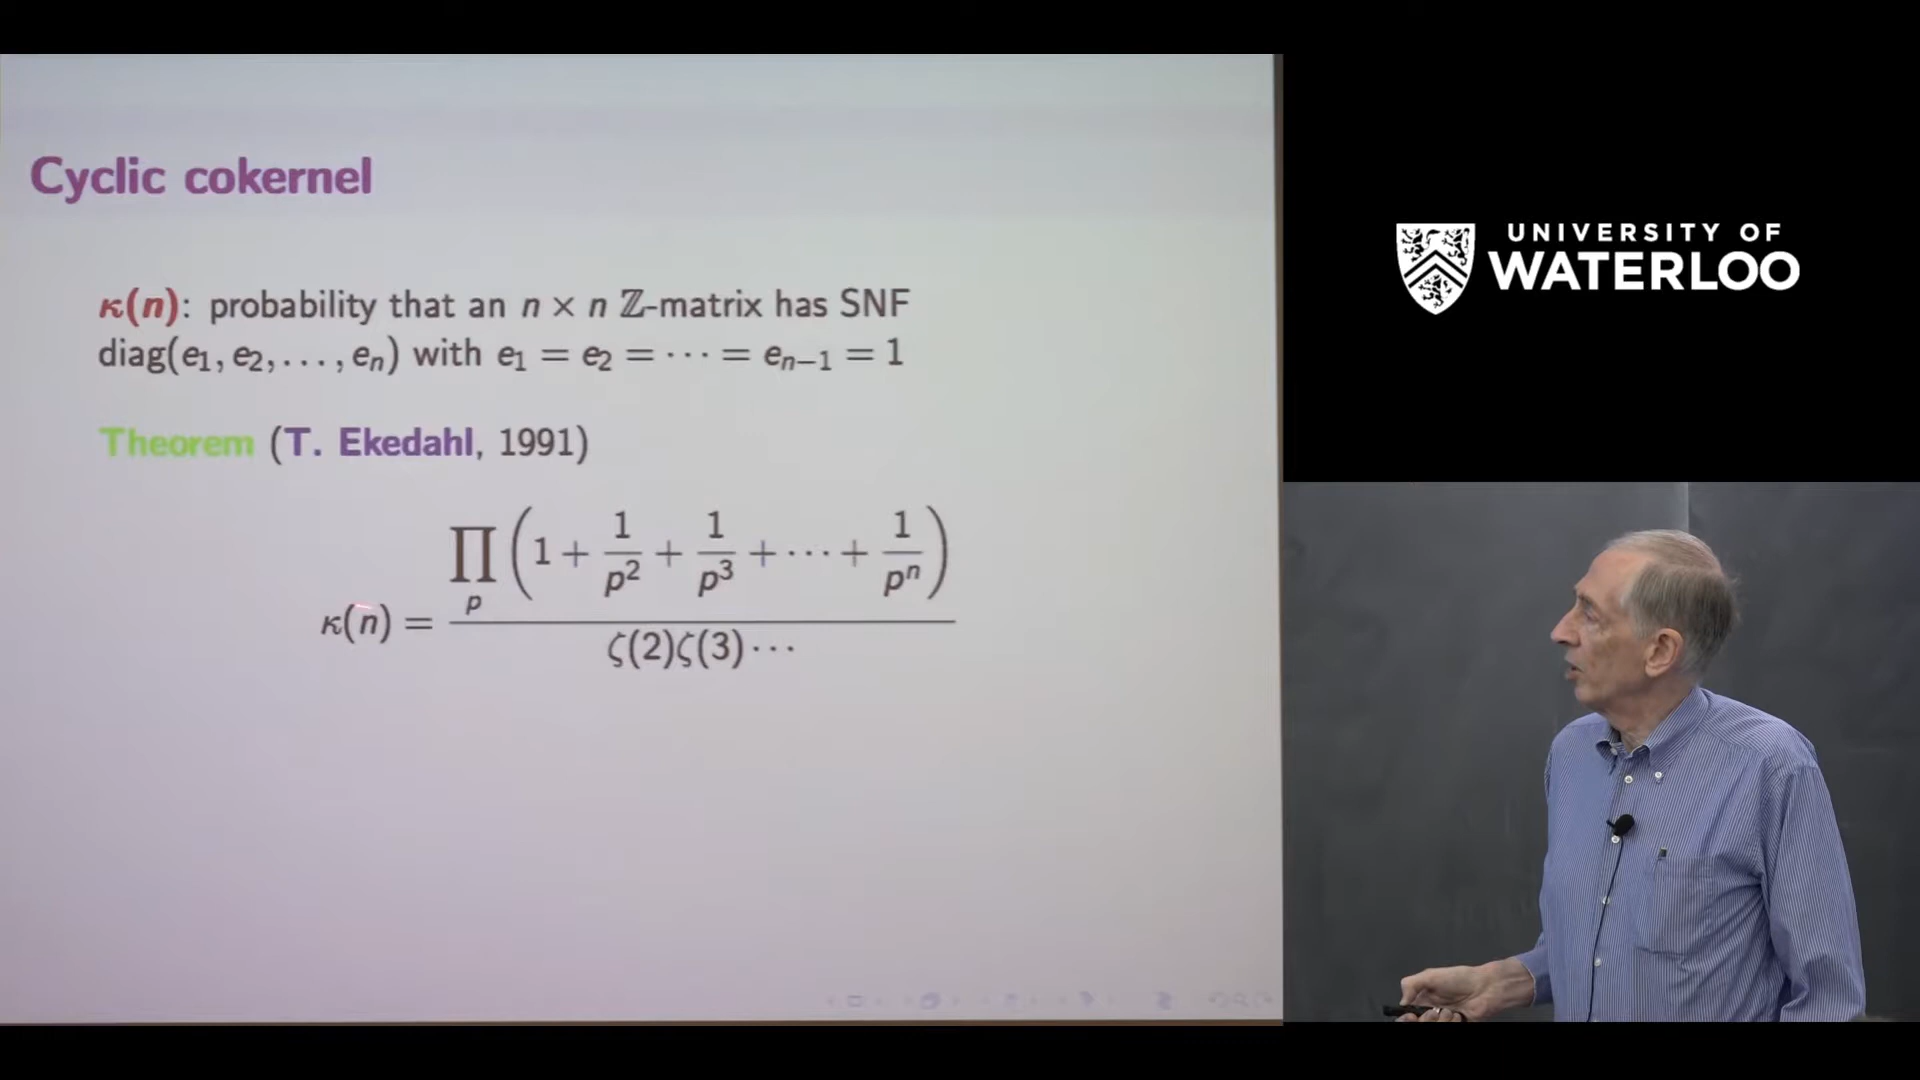 Cyclic cokernel
κ(n): probability that an n × n ℤ-matrix has SNF
diag(e₁, e₂, . . . , eₙ) with e₁ = e₂ = · · · = eₙ₋₁ = 1
Theorem (T. Ekedahl, 1991)
κ(n) = ∏ₚ (1 + 1/p² + 1/p³ + · · · + 1/pⁿ) / ζ(2)ζ(3) · · ·
UNIVERSITY OF
WATERLOO